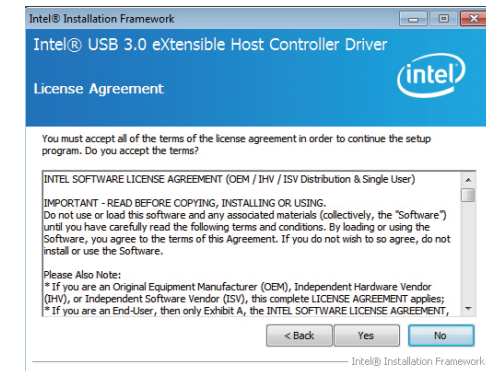 Intel® Installation Framework
Intel® USB 3.0 eXtensible Host Controller Driver
License Agreement
intel
You must accept all of the terms of the license agreement in order to continue the setup
program. Do you accept the terms?
INTEL SOFTWARE LICENSE AGREEMENT (OEM / IHV / ISV Distribution & Single User)
IMPORTANT - READ BEFORE COPYING, INSTALLING OR USING.
Do not use or load this software and any associated materials (collectively, the "Software")
until you have carefully read the following terms and conditions. By loading or using the
Software, you agree to the terms of this Agreement. If you do not wish to so agree, do not
install or use the Software.
Please Also Note:
* If you are an Original Equipment Manufacturer (OEM), Independent Hardware Vendor
(IHV), or Independent Software Vendor (ISV), this complete LICENSE AGREEMENT applies;
* If you are an End-User, then only Exhibit A, the INTEL SOFTWARE LICENSE AGREEMENT,
< Back Yes No
Intel® Installation Framework